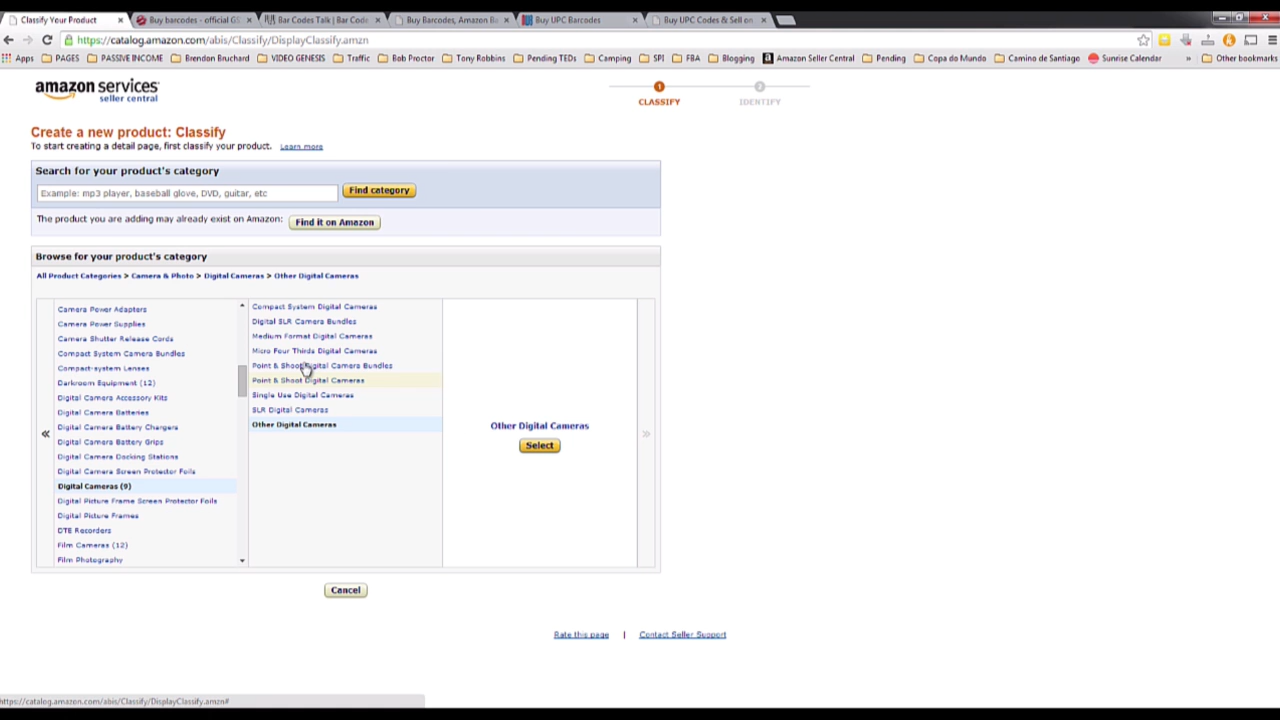 Classify Your Product
Buy barcodes - official GS
Bar Codes Talk | Bar Code
Buy Barcodes, Amazon Ba
Buy UPC Barcodes
Buy UPC Codes & Sell on
https://catalog.amazon.com/abis/Classify/DisplayClassify.amzn
Apps PAGES PASSIVE INCOME Brendon Bruchard VIDEO GENESIS Traffic Bob Proctor Tony Robbins Pending TEDs Camping SPI FBA Blogging Amazon Seller Central Pending Copa do Mundo Camino de Santiago Sunrise Calendar » Other bookmarks
amazon services
seller central
1 2
CLASSIFY IDENTIFY
Create a new product: Classify
To start creating a detail page, first classify your product. Learn more
Search for your product's category
Example: mp3 player, baseball glove, DVD, guitar, etc
Find category
The product you are adding may already exist on Amazon: Find it on Amazon
Browse for your product's category
All Product Categories > Camera & Photo > Digital Cameras > Other Digital Cameras
Camera Power Adapters
Camera Power Supplies
Camera Shutter Release Cords
Compact System Camera Bundles
Compact-system Lenses
Darkroom Equipment (12)
Digital Camera Accessory Kits
Digital Camera Batteries
Digital Camera Battery Chargers
Digital Camera Battery Grips
Digital Camera Docking Stations
Digital Camera Screen Protector Foils
Digital Cameras (9)
Digital Picture Frame Screen Protector Foils
Digital Picture Frames
DTE Recorders
Film Cameras (12)
Film Photography
Compact System Digital Cameras
Digital SLR Camera Bundles
Medium Format Digital Cameras
Micro Four Thirds Digital Cameras
Point & Shoot Digital Camera Bundles
Point & Shoot Digital Cameras
Single Use Digital Cameras
SLR Digital Cameras
Other Digital Cameras
Other Digital Cameras
Select
«
»
Cancel
Rate this page | Contact Seller Support
https://catalog.amazon.com/abis/Classify/DisplayClassify.amzn#